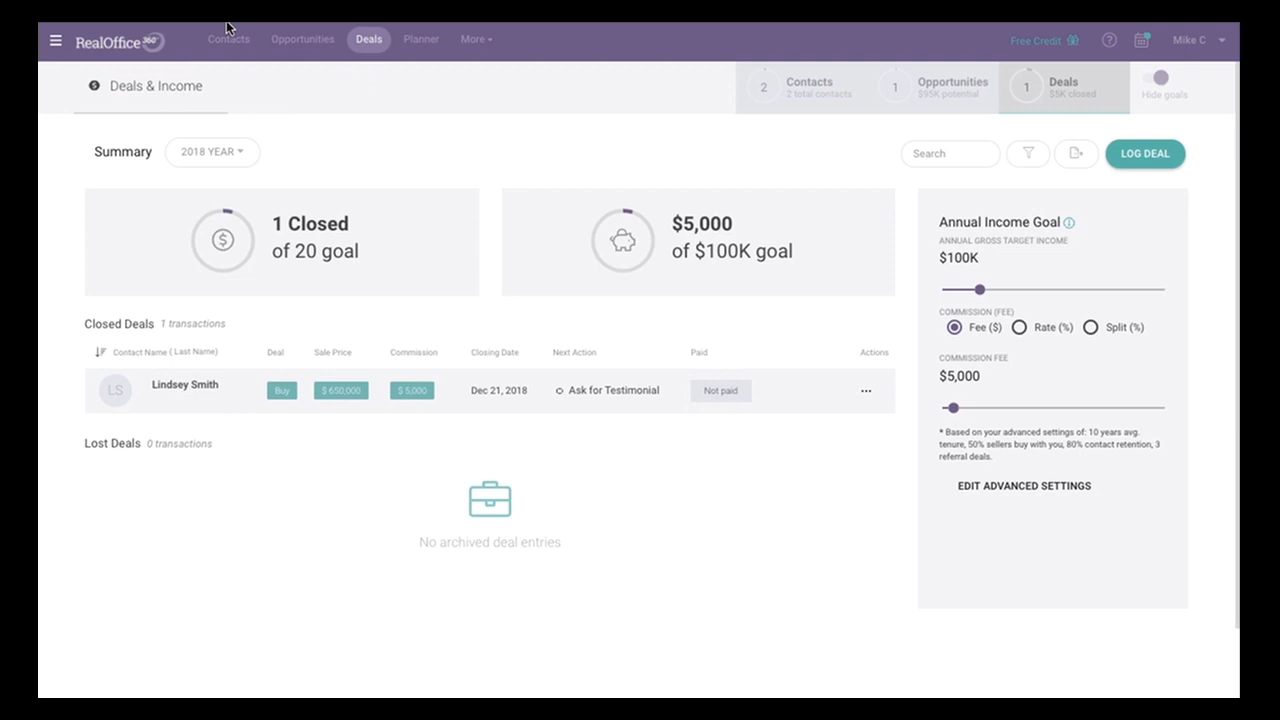 RealOffice 360°
Contacts Opportunities Deals Planner More
Free Credit ? Mike C
Deals & Income
2 Contacts
2 total contacts
1 Opportunities
$95K potential
1 Deals
$5K closed
Hide goals
Summary 2018 YEAR
Search LOG DEAL
1 Closed
of 20 goal
$5,000
of $100K goal
Annual Income Goal
ANNUAL GROSS TARGET INCOME
$100K
COMMISSION (FEE)
Fee ($) Rate (%) Split (%)
COMMISSION FEE
$5,000
* Based on your advanced settings of: 10 years avg.
tenure, 50% sellers buy with you, 80% contact retention, 3
referral deals.
EDIT ADVANCED SETTINGS
Closed Deals 1 transactions
Contact Name ( Last Name) Deal Sale Price Commission Closing Date Next Action Paid Actions
LS Lindsey Smith Buy $ 650,000 $ 5,000 Dec 21, 2018 Ask for Testimonial Not paid ...
Lost Deals 0 transactions
No archived deal entries